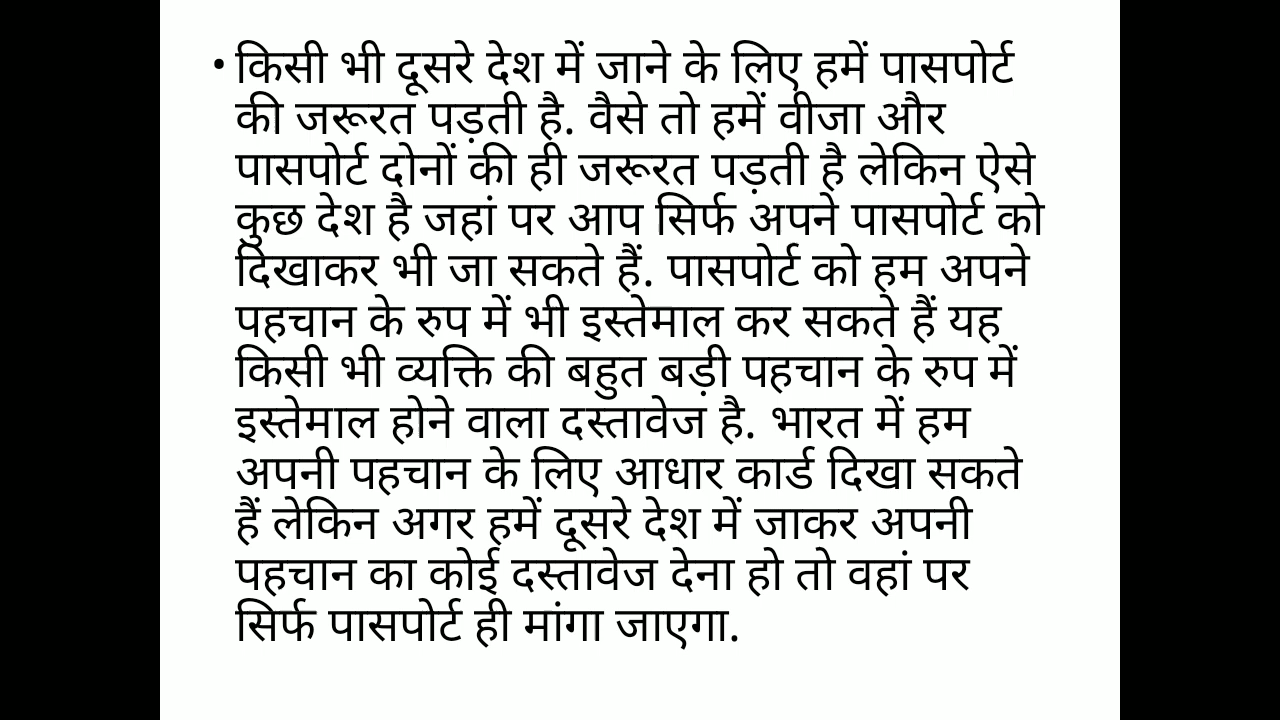 • किसी भी दूसरे देश में जाने के लिए हमें पासपोर्ट
की जरूरत पड़ती है. वैसे तो हमें वीजा और
पासपोर्ट दोनों की ही जरूरत पड़ती है लेकिन ऐसे
कुछ देश है जहां पर आप सिर्फ अपने पासपोर्ट को
दिखाकर भी जा सकते हैं. पासपोर्ट को हम अपने
पहचान के रुप में भी इस्तेमाल कर सकते हैं यह
किसी भी व्यक्ति की बहुत बड़ी पहचान के रुप में
इस्तेमाल होने वाला दस्तावेज है. भारत में हम
अपनी पहचान के लिए आधार कार्ड दिखा सकते
हैं लेकिन अगर हमें दूसरे देश में जाकर अपनी
पहचान का कोई दस्तावेज देना हो तो वहां पर
सिर्फ पासपोर्ट ही मांगा जाएगा.